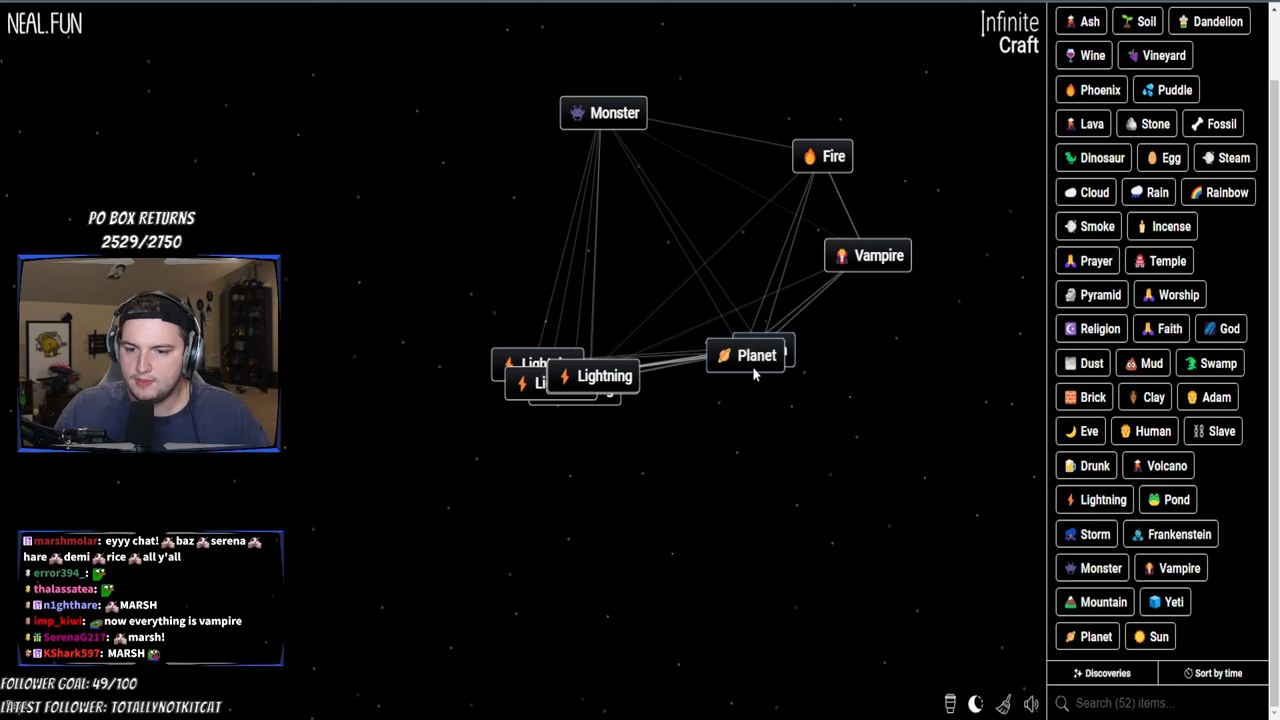 NEAL.FUN
Infinite
Craft
Monster
Fire
Vampire
Planet
Lightning
PO BOX RETURNS
2529/2750
marshmolar: eyyy chat! baz serena
hare demi rice all y'all
error394_:
thalassatea:
n1ghthare: MARSH
imp_kiwi: now everything is vampire
SerenaG217: marsh!
KShark597: MARSH
FOLLOWER GOAL: 49/100
LATEST FOLLOWER: TOTALLYNOTKITCAT
Ash Soil Dandelion
Wine Vineyard
Phoenix Puddle
Lava Stone Fossil
Dinosaur Egg Steam
Cloud Rain Rainbow
Smoke Incense
Prayer Temple
Pyramid Worship
Religion Faith God
Dust Mud Swamp
Brick Clay Adam
Eve Human Slave
Drunk Volcano
Lightning Pond
Storm Frankenstein
Monster Vampire
Mountain Yeti
Planet Sun
Discoveries Sort by time
Search (52) items...